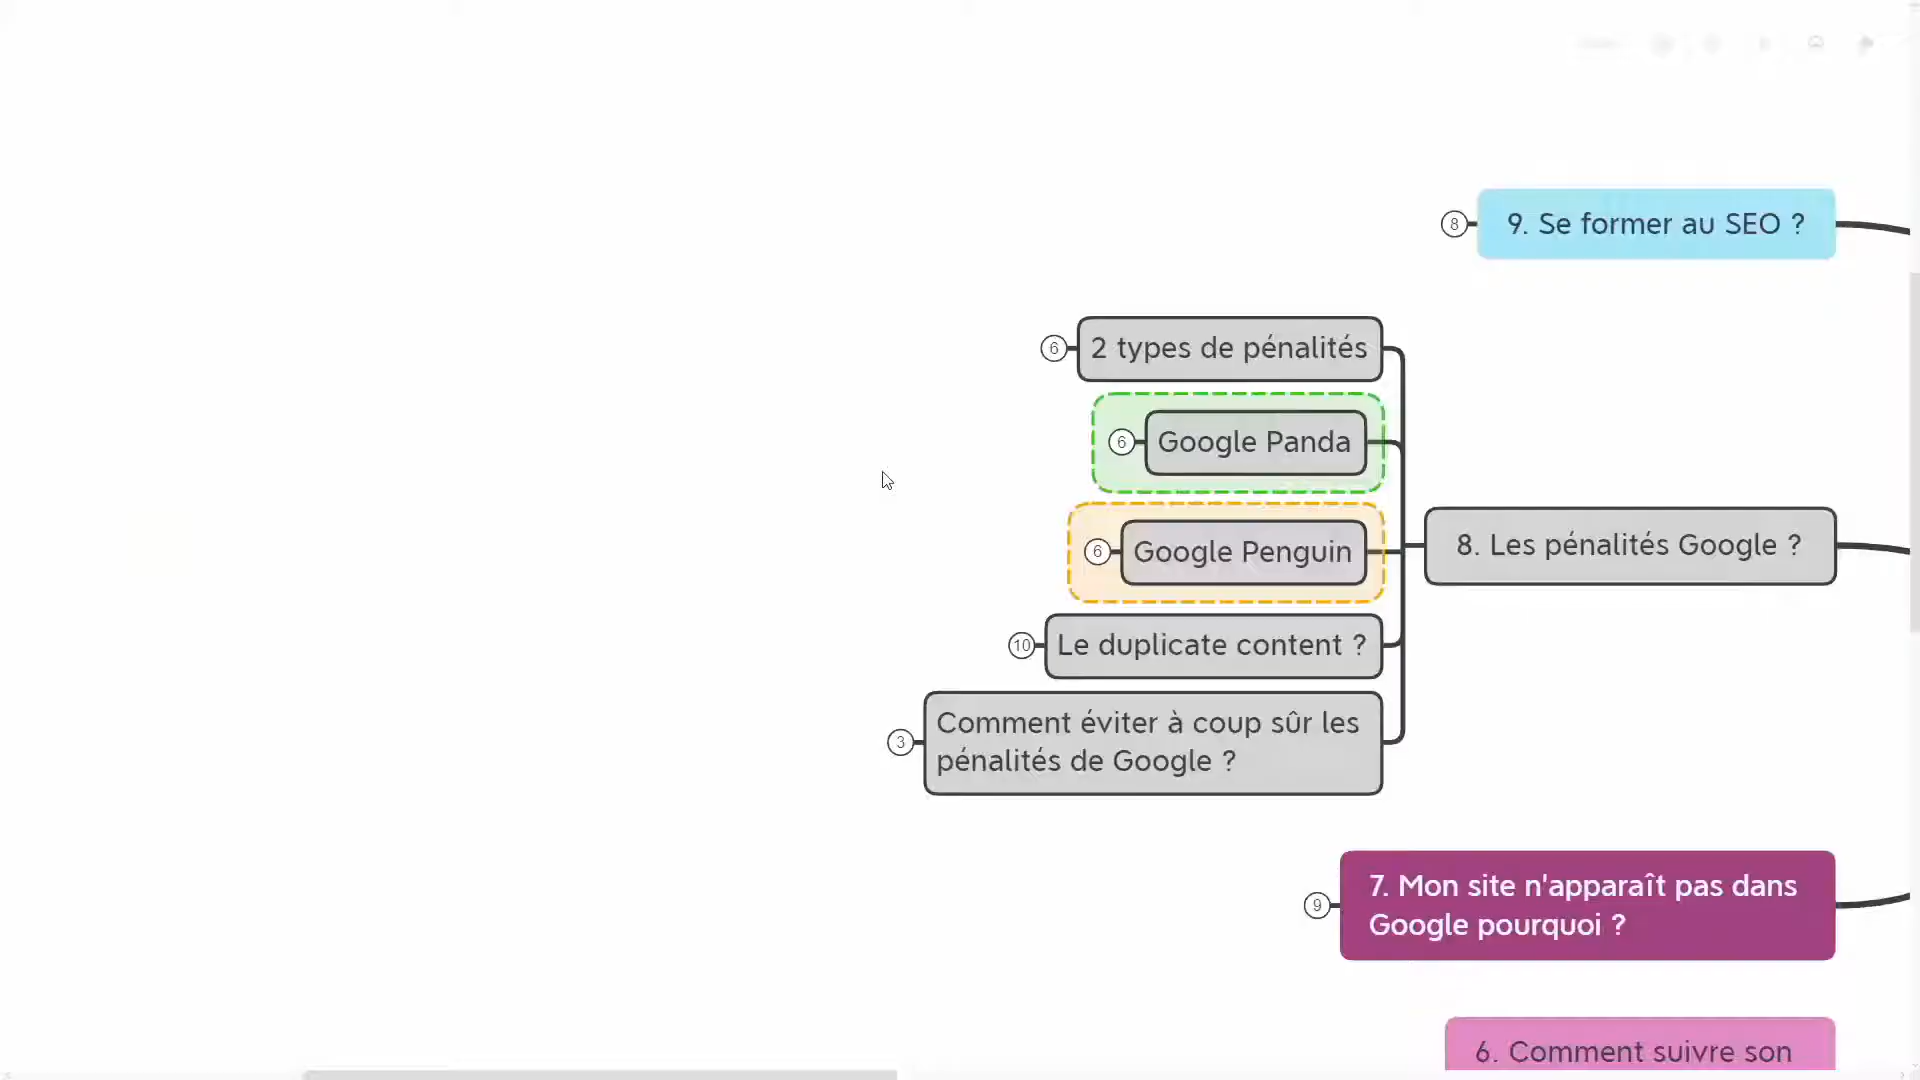 8
9. Se former au SEO ?
6
2 types de pénalités
6
Google Panda
6
Google Penguin
8. Les pénalités Google ?
10
Le duplicate content ?
3
Comment éviter à coup sûr les
pénalités de Google ?
9
7. Mon site n'apparaît pas dans
Google pourquoi ?
6. Comment suivre son